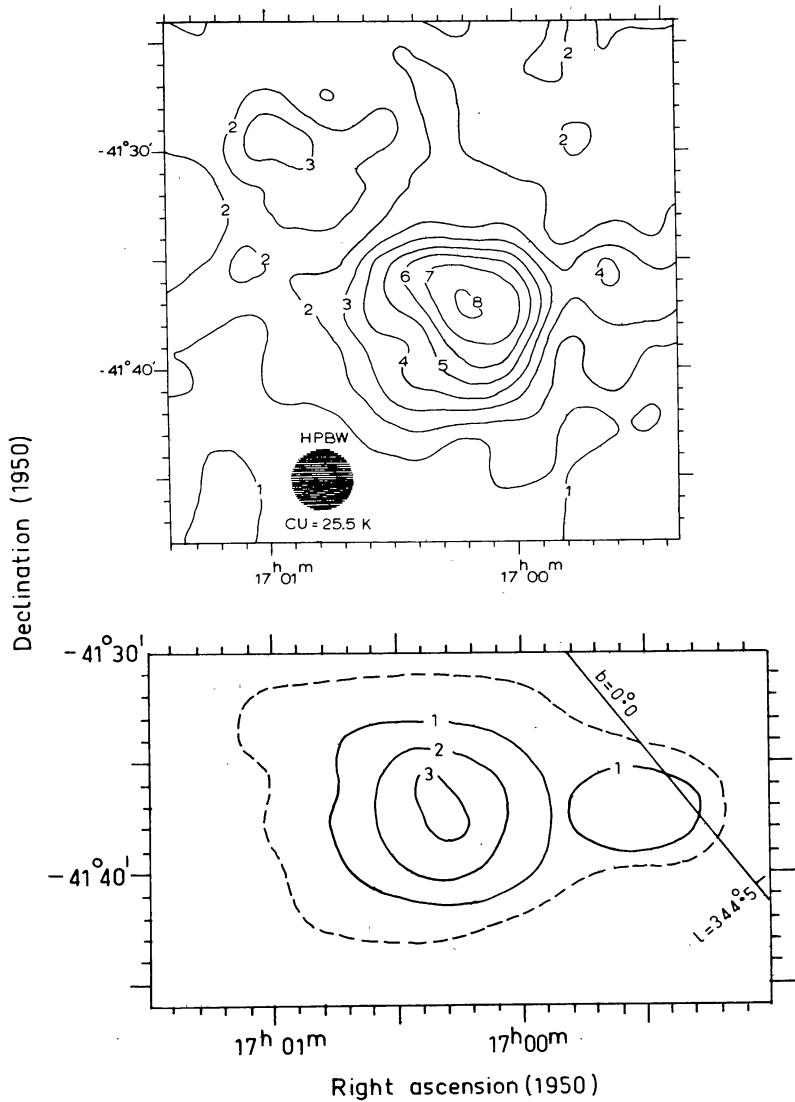 2
2
2
-41°30'
3
2
2
4
6 7
8
2 3
4 5
-41°40'
HPBW
1
1
CU = 25.5 K
17h01m 17h00m
Declination (1950)
-41°30'
b=0°.0
1
2
1
3
-41°40'
l=344°.5
17h 01m 17h00m
Right ascension (1950)